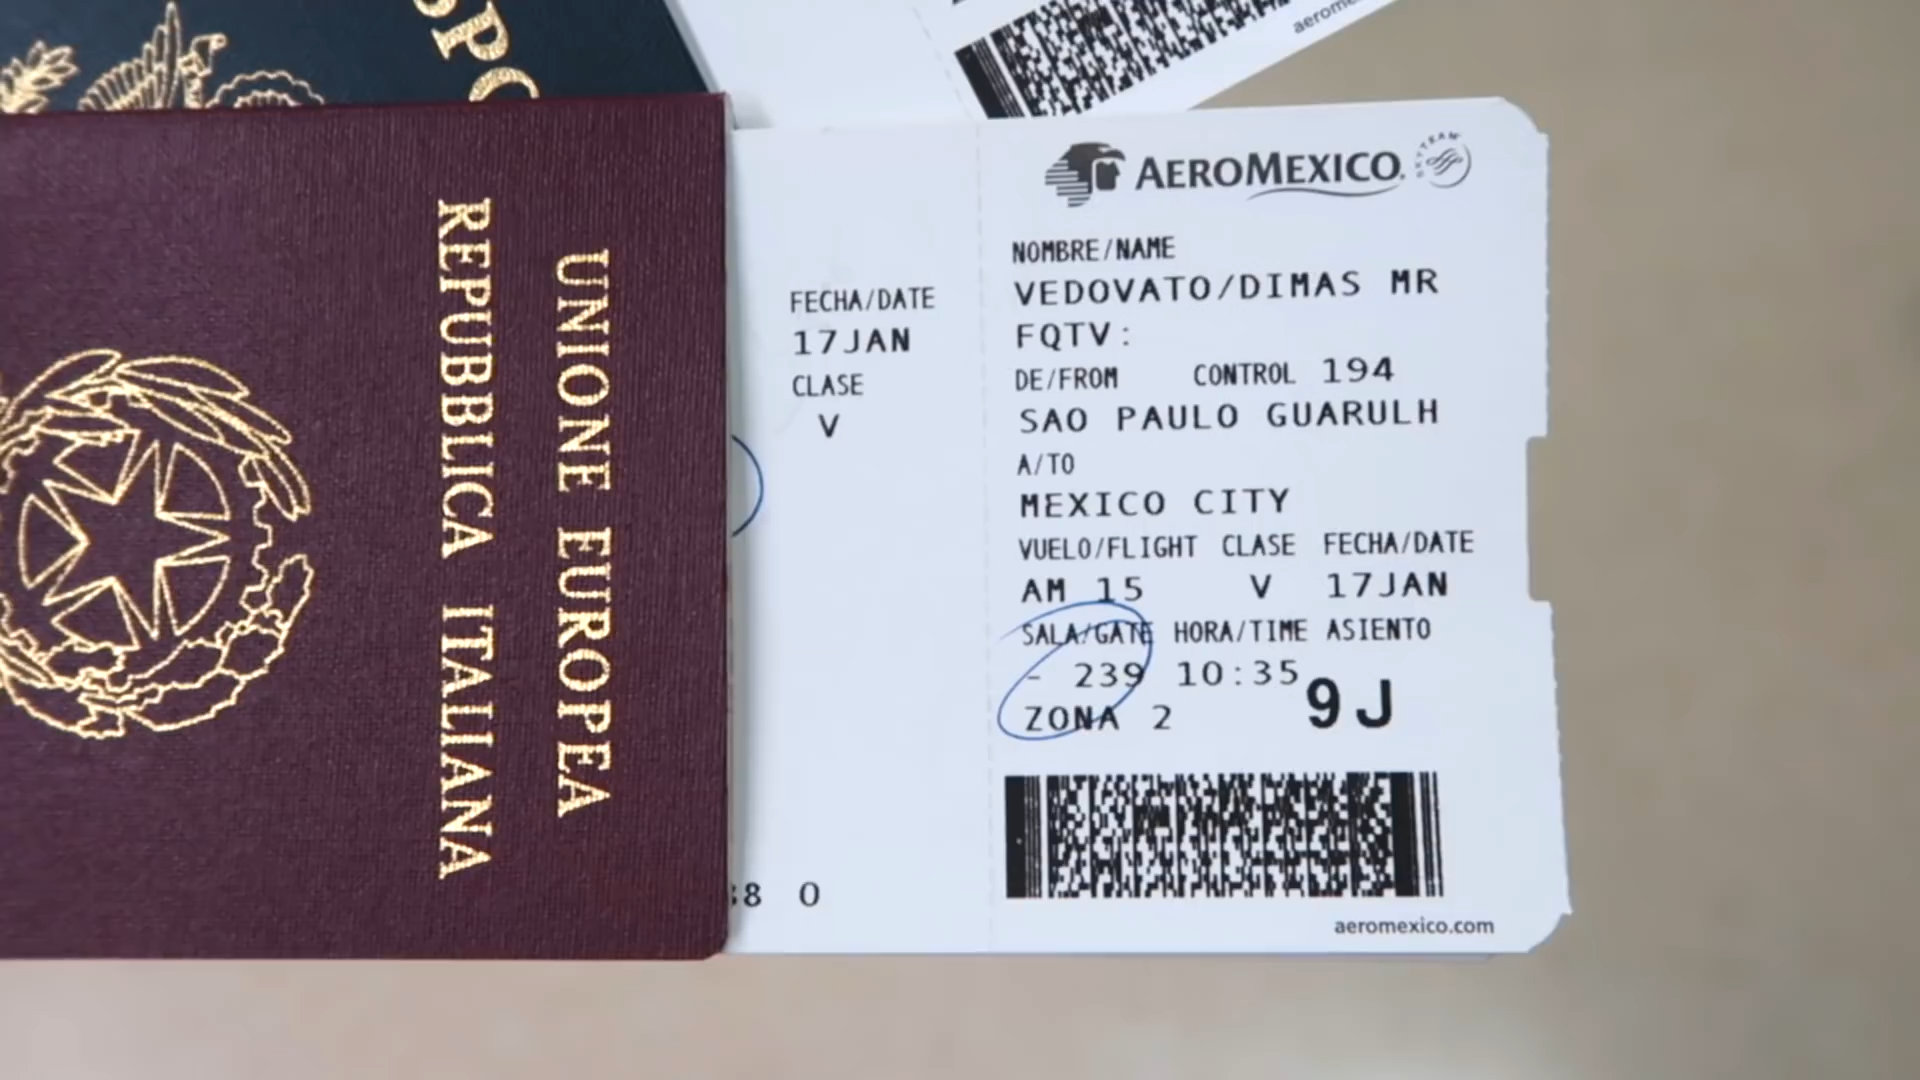 UNIONE EUROPEA
REPUBBLICA ITALIANA
FECHA/DATE
17JAN
CLASE
V
8 0
AEROMEXICO
SKYTEAM
NOMBRE/NAME
VEDOVATO/DIMAS MR
FQTV:
DE/FROM CONTROL 194
SAO PAULO GUARULH
A/TO
MEXICO CITY
VUELO/FLIGHT CLASE FECHA/DATE
AM 15 V 17JAN
SALA/GATE HORA/TIME ASIENTO
- 239 10:35 9J
ZONA 2
aeromexico.com